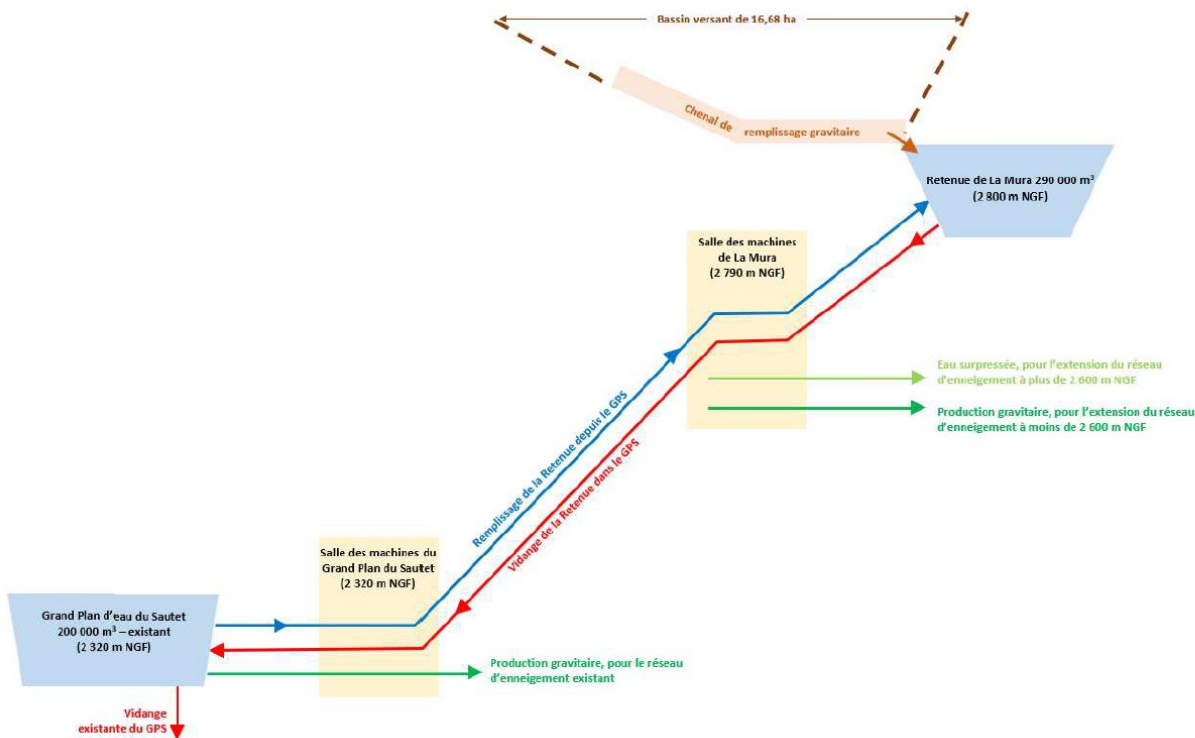 Bassin versant de 16,68 ha
Chenal de remplissage gravitaire
Retenue de La Mura 290 000 m³
(2 800 m NGF)
Salle des machines
de La Mura
(2 790 m NGF)
Eau surpressée, pour l'extension du réseau
d'enneigement à plus de 2 600 m NGF
Production gravitaire, pour l'extension du réseau
d'enneigement à moins de 2 600 m NGF
Remplissage de la Retenue depuis le GPS
Vidange de la Retenue dans le GPS
Salle des machines du
Grand Plan du Sautet
(2 320 m NGF)
Grand Plan d'eau du Sautet
200 000 m³ – existant
(2 320 m NGF)
Production gravitaire, pour le réseau
d'enneigement existant
Vidange
existante du GPS